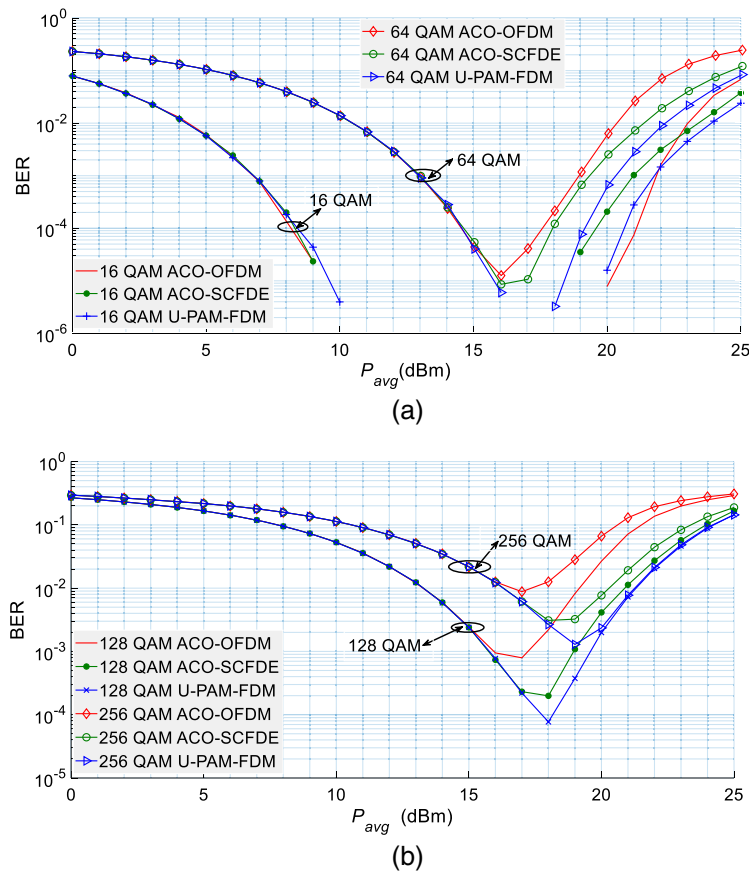 10⁰
10⁻²
10⁻⁴
10⁻⁶
BER
64 QAM ACO-OFDM
64 QAM ACO-SCFDE
64 QAM U-PAM-FDM
64 QAM
16 QAM
16 QAM ACO-OFDM
16 QAM ACO-SCFDE
16 QAM U-PAM-FDM
0 5 10 15 20 25
P_avg(dBm)
(a)
10⁰
10⁻¹
10⁻²
10⁻³
10⁻⁴
10⁻⁵
BER
256 QAM
128 QAM
128 QAM ACO-OFDM
128 QAM ACO-SCFDE
128 QAM U-PAM-FDM
256 QAM ACO-OFDM
256 QAM ACO-SCFDE
256 QAM U-PAM-FDM
0 5 10 15 20 25
P_avg (dBm)
(b)